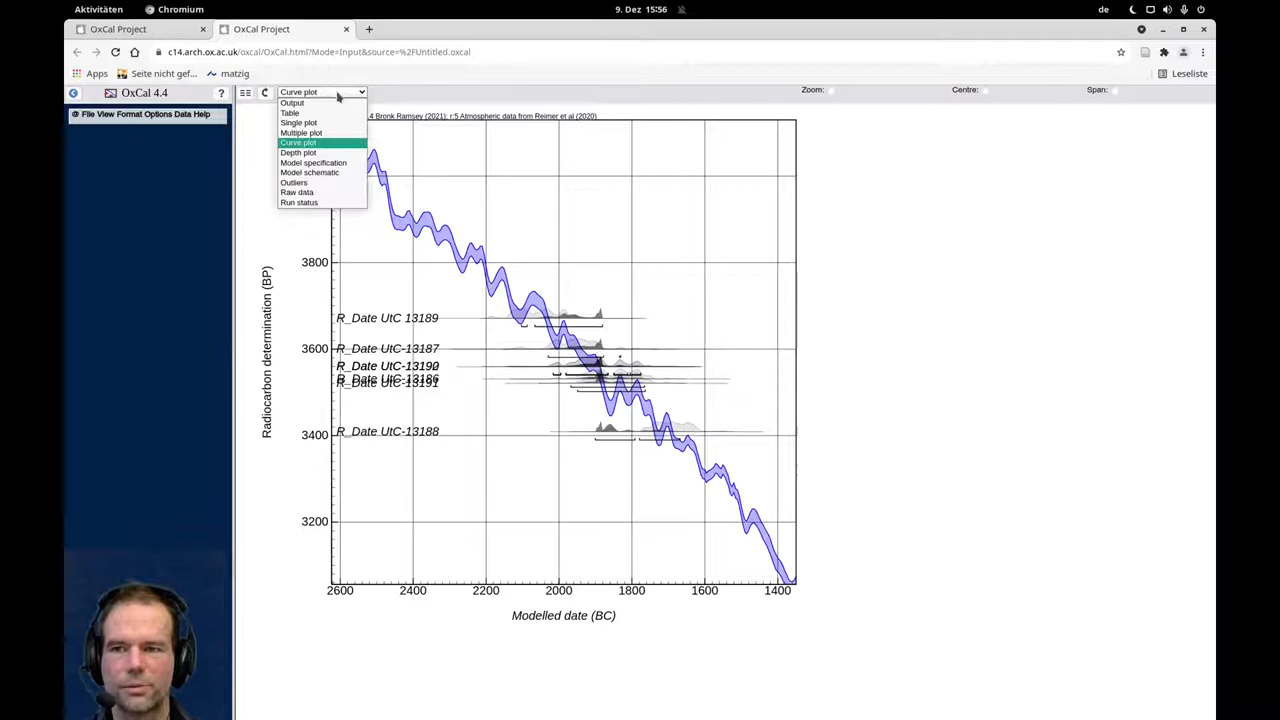 Aktivitäten
Chromium
9. Dez 15:56
de
OxCal Project
OxCal Project
c14.arch.ox.ac.uk/oxcal/OxCal.html?Mode=Input&source=%2FUntitled.oxcal
Apps
Seite nicht gef...
matzig
Leseliste
OxCal 4.4
?
Curve plot
Zoom:
Centre:
Span:
@ File View Format Options Data Help
Output
Table
Single plot
Multiple plot
Curve plot
Depth plot
Model specification
Model schematic
Outliers
Raw data
Run status
.4 Bronk Ramsey (2021); r:5 Atmospheric data from Reimer et al (2020)
Radiocarbon determination (BP)
3800
3600
3400
3200
R_Date UtC 13189
R_Date UtC-13187
R_Date UtC-13188
2600
2400
2200
2000
1800
1600
1400
Modelled date (BC)